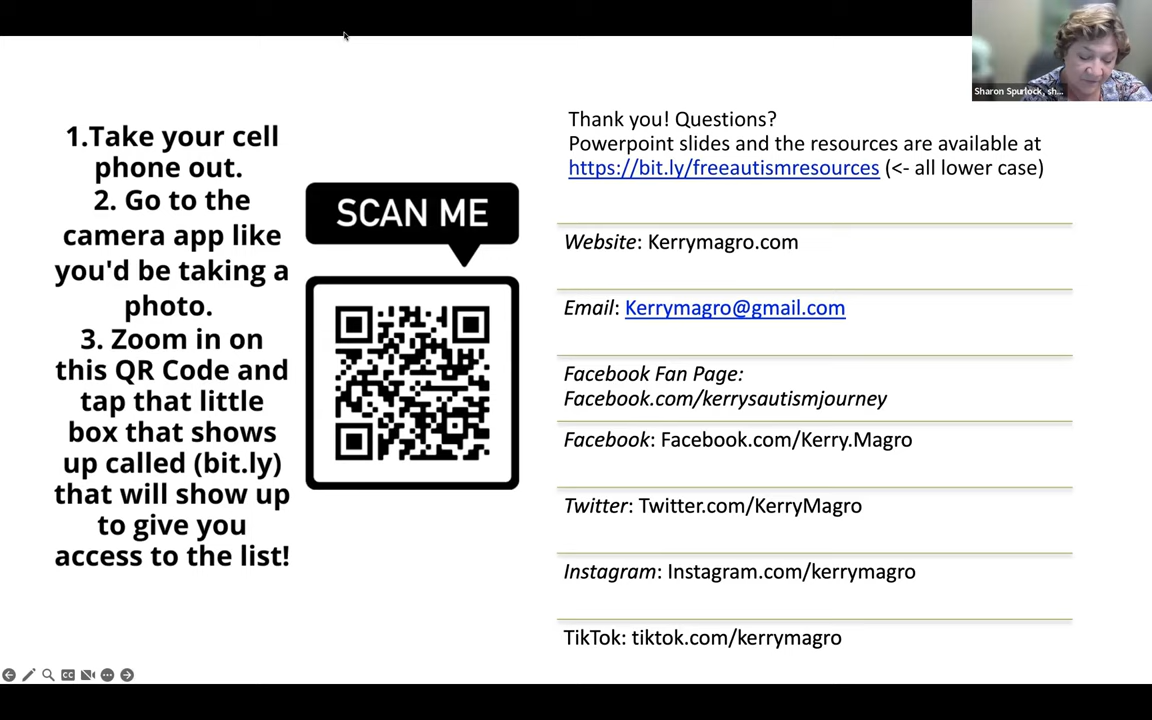 1.Take your cell
phone out.
2. Go to the
camera app like
you'd be taking a
photo.
3. Zoom in on
this QR Code and
tap that little
box that shows
up called (bit.ly)
that will show up
to give you
access to the list!
SCAN ME
Thank you! Questions?
Powerpoint slides and the resources are available at
https://bit.ly/freeautismresources (<- all lower case)
Website: Kerrymagro.com
Email: Kerrymagro@gmail.com
Facebook Fan Page:
Facebook.com/kerrysautismjourney
Facebook: Facebook.com/Kerry.Magro
Twitter: Twitter.com/KerryMagro
Instagram: Instagram.com/kerrymagro
TikTok: tiktok.com/kerrymagro
Sharon Spurlock, sh...
CC